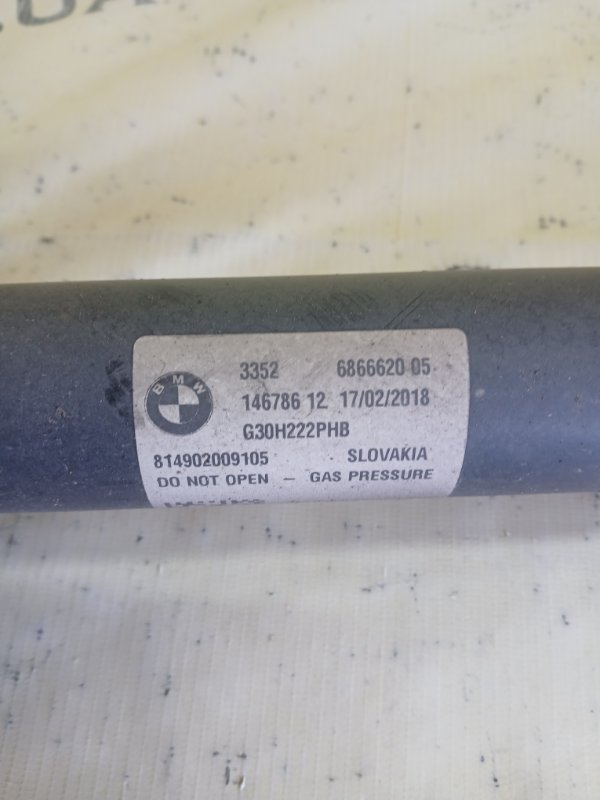 BMW
3352 6866620 05
146786 12 17/02/2018
G30H222PHB
814902009105 SLOVAKIA
DO NOT OPEN – GAS PRESSURE